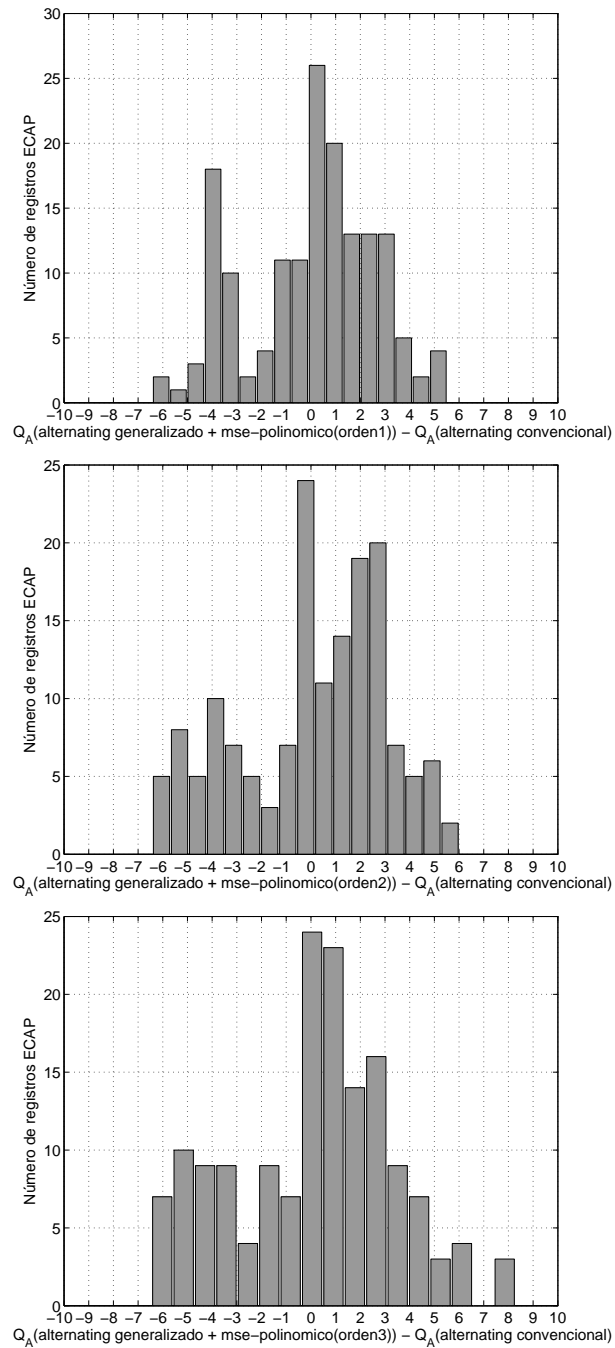 30
25
20
15
10
5
0
Número de registros ECAP
−10 −9 −8 −7 −6 −5 −4 −3 −2 −1 0 1 2 3 4 5 6 7 8 9 10
Q_A(alternating generalizado + mse−polinomico(orden1)) − Q_A(alternating convencional)
25
20
15
10
5
0
Número de registros ECAP
−10 −9 −8 −7 −6 −5 −4 −3 −2 −1 0 1 2 3 4 5 6 7 8 9 10
Q_A(alternating generalizado + mse−polinomico(orden2)) − Q_A(alternating convencional)
25
20
15
10
5
0
Número de registros ECAP
−10 −9 −8 −7 −6 −5 −4 −3 −2 −1 0 1 2 3 4 5 6 7 8 9 10
Q_A(alternating generalizado + mse−polinomico(orden3)) − Q_A(alternating convencional)